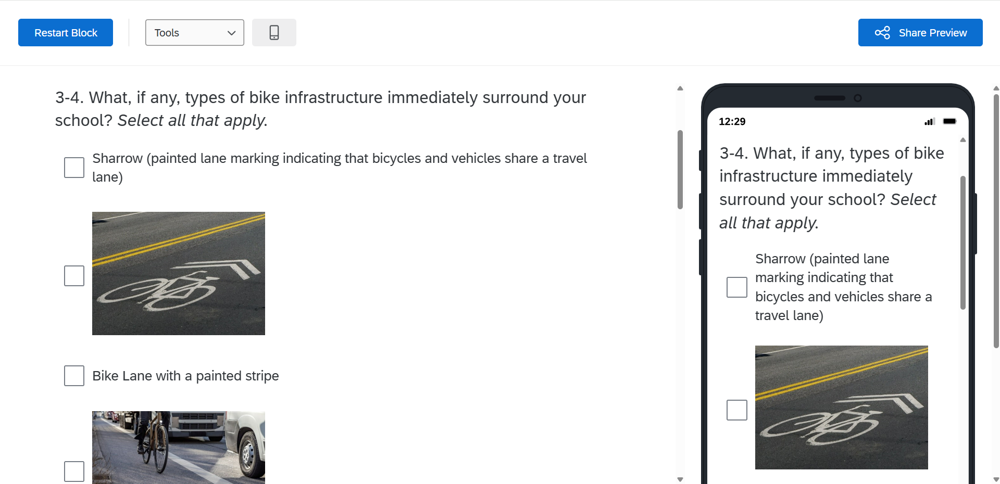 Restart Block
Tools
Share Preview
3-4. What, if any, types of bike infrastructure immediately surround your
school? Select all that apply.
Sharrow (painted lane marking indicating that bicycles and vehicles share a travel
lane)
Bike Lane with a painted stripe
12:29
3-4. What, if any, types of bike
infrastructure immediately
surround your school? Select
all that apply.
Sharrow (painted lane
marking indicating that
bicycles and vehicles share a
travel lane)